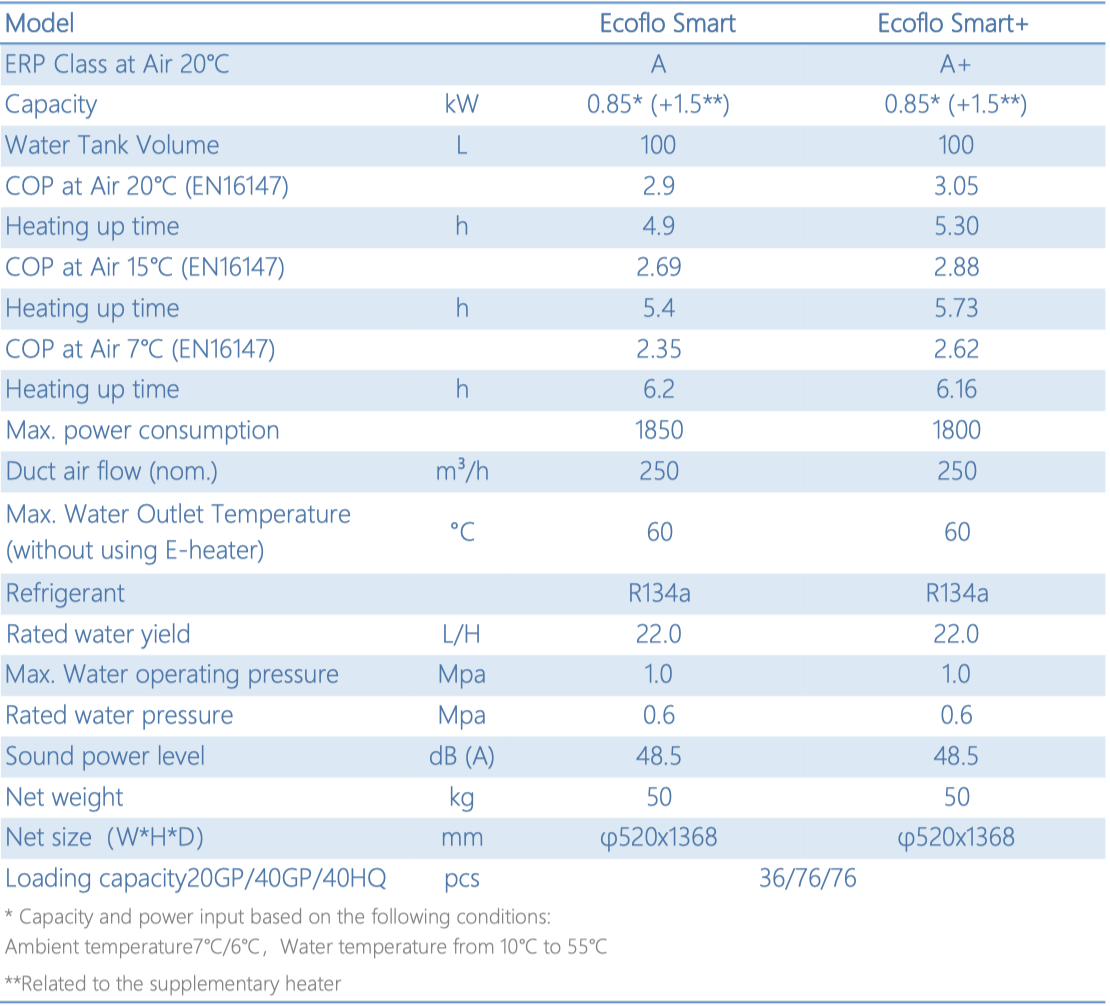 Model Ecoflo Smart Ecoflo Smart+
ERP Class at Air 20℃ A A+
Capacity kW 0.85* (+1.5**) 0.85* (+1.5**)
Water Tank Volume L 100 100
COP at Air 20℃ (EN16147) 2.9 3.05
Heating up time h 4.9 5.30
COP at Air 15℃ (EN16147) 2.69 2.88
Heating up time h 5.4 5.73
COP at Air 7℃ (EN16147) 2.35 2.62
Heating up time h 6.2 6.16
Max. power consumption 1850 1800
Duct air flow (nom.) m³/h 250 250
Max. Water Outlet Temperature
(without using E-heater) °C 60 60
Refrigerant R134a R134a
Rated water yield L/H 22.0 22.0
Max. Water operating pressure Mpa 1.0 1.0
Rated water pressure Mpa 0.6 0.6
Sound power level dB (A) 48.5 48.5
Net weight kg 50 50
Net size (W*H*D) mm φ520x1368 φ520x1368
Loading capacity20GP/40GP/40HQ pcs 36/76/76
* Capacity and power input based on the following conditions:
Ambient temperature7℃/6℃，Water temperature from 10℃ to 55℃
**Related to the supplementary heater